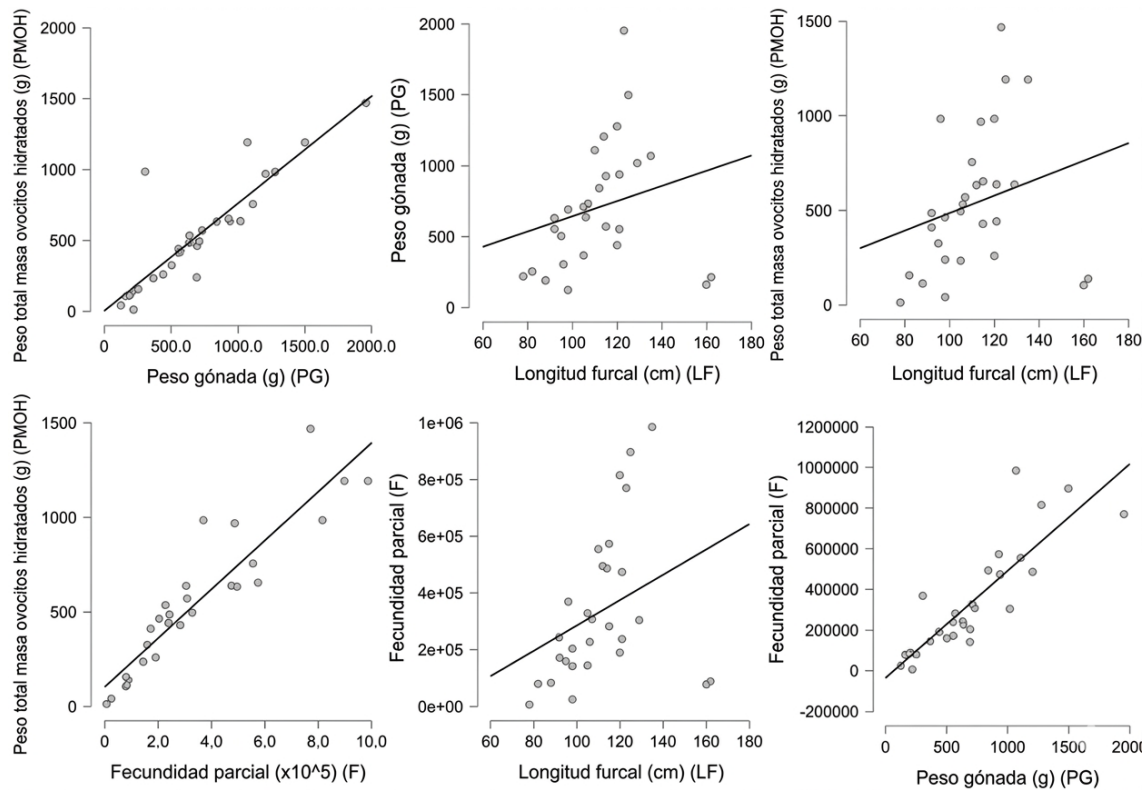 Peso total masa ovocitos hidratados (g) (PMOH)
2000
1500
1000
500
0
0 500.0 1000.0 1500.0 2000.0
Peso gónada (g) (PG)
Peso gónada (g) (PG)
2000
1500
1000
500
0
60 80 100 120 140 160 180
Longitud furcal (cm) (LF)
Peso total masa ovocitos hidratados (g) (PMOH)
1500
1000
500
0
60 80 100 120 140 160 180
Longitud furcal (cm) (LF)
Peso total masa ovocitos hidratados (g) (PMOH)
1500
1000
500
0
0 2.0 4.0 6.0 8.0 10.0
Fecundidad parcial (x10^5) (F)
Fecundidad parcial (F)
1e+06
8e+05
6e+05
4e+05
2e+05
0e+00
60 80 100 120 140 160 180
Longitud furcal (cm) (LF)
Fecundidad parcial (F)
1200000
1000000
800000
600000
400000
200000
0
-200000
0 500 1000 1500 2000
Peso gónada (g) (PG)